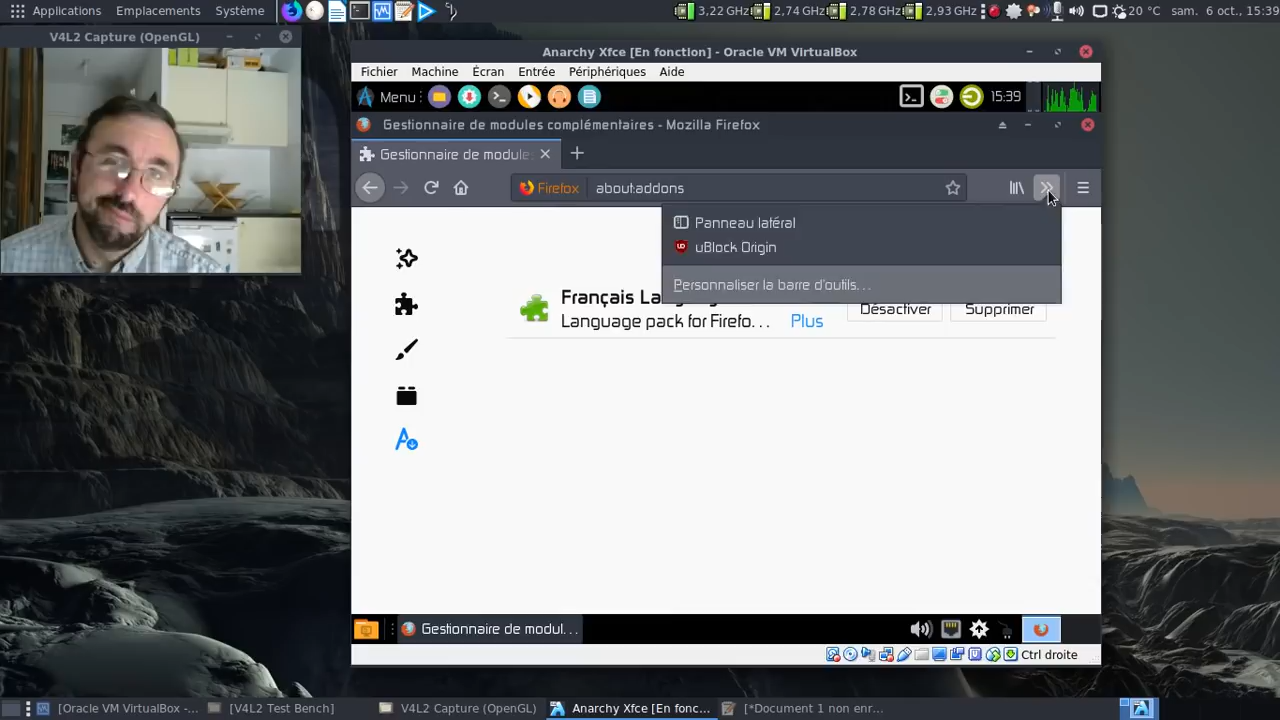 Applications Emplacements Système 3,22 GHz 2,74 GHz 2,78 GHz 2,93 GHz 20 °C sam. 6 oct., 15:39
V4L2 Capture (OpenGL)
Anarchy Xfce [En fonction] - Oracle VM VirtualBox
Fichier Machine Écran Entrée Périphériques Aide
Menu 15:39
Gestionnaire de modules complémentaires - Mozilla Firefox
Gestionnaire de module
Firefox about:addons
Panneau latéral
uBlock Origin
Personnaliser la barre d'outils...
Français Langu
Language pack for Firefo... Plus Désactiver Supprimer
Gestionnaire de modul...
Ctrl droite
[Oracle VM VirtualBox -... [V4L2 Test Bench] V4L2 Capture (OpenGL) Anarchy Xfce [En fonc... [*Document 1 non enr...